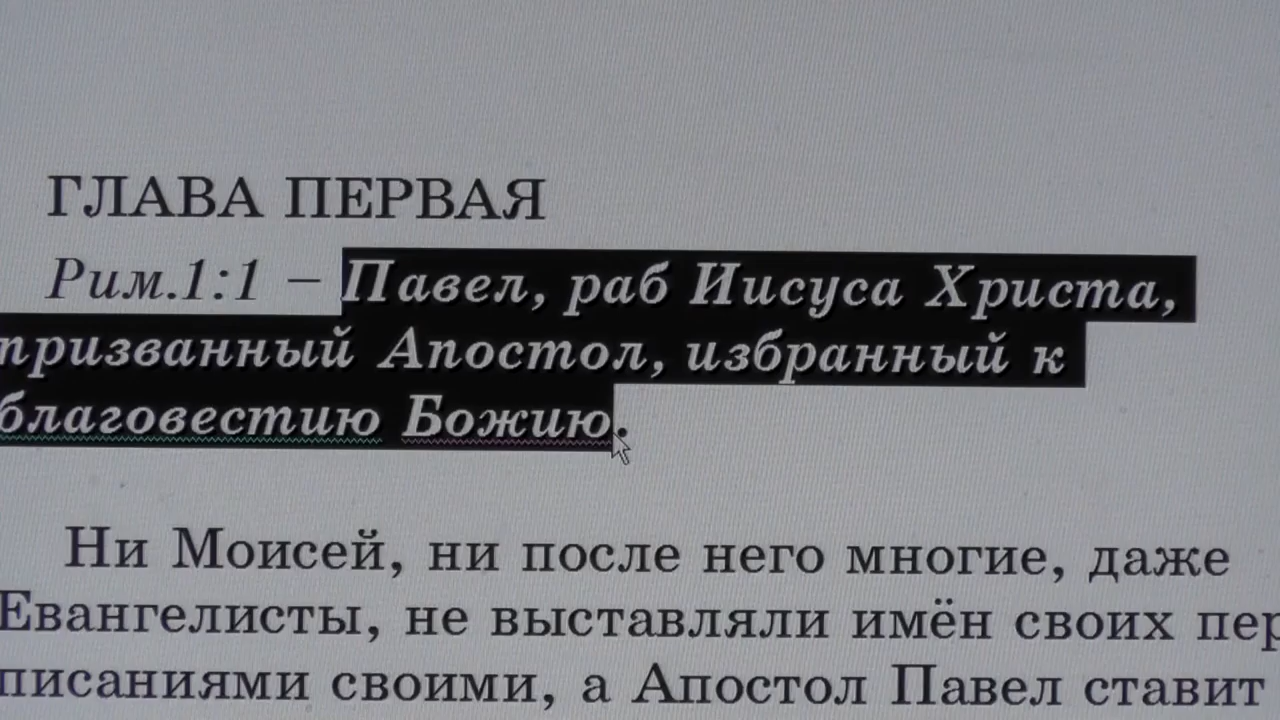 ГЛАВА ПЕРВАЯ
Рим.1:1 – Павел, раб Иисуса Христа,
призванный Апостол, избранный к
благовестию Божию.
Ни Моисей, ни после него многие, даже
Евангелисты, не выставляли имён своих пер
писаниями своими, а Апостол Павел ставит